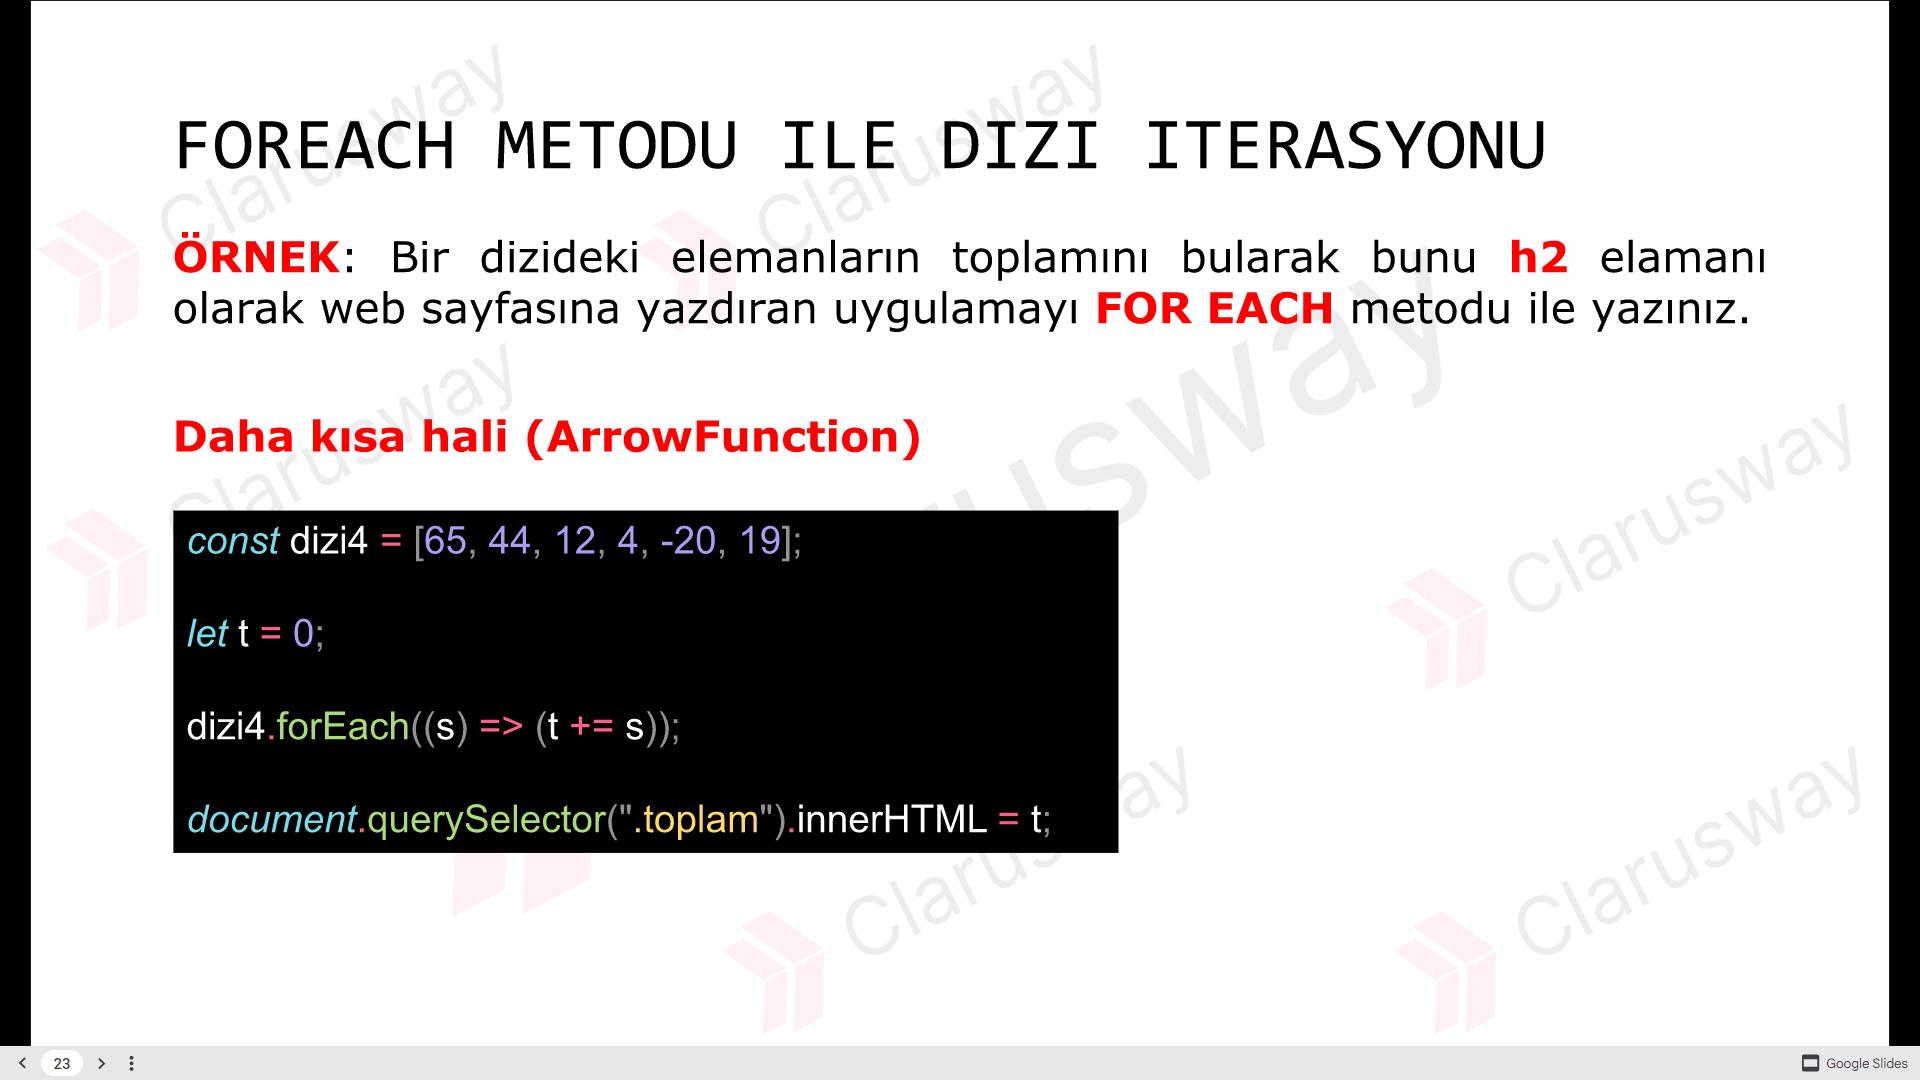 FOREACH METODU ILE DIZI ITERASYONU
ÖRNEK: Bir dizideki elemanların toplamını bularak bunu h2 elamanı
olarak web sayfasına yazdıran uygulamayı FOR EACH metodu ile yazınız.
Daha kısa hali (ArrowFunction)
const dizi4 = [65, 44, 12, 4, -20, 19];
let t = 0;
dizi4.forEach((s) => (t += s));
document.querySelector(".toplam").innerHTML = t;
Clarusway
Clarusway
Clarusway
usway
Clarusway
Clarusway
Clarusway
23
Google Slides